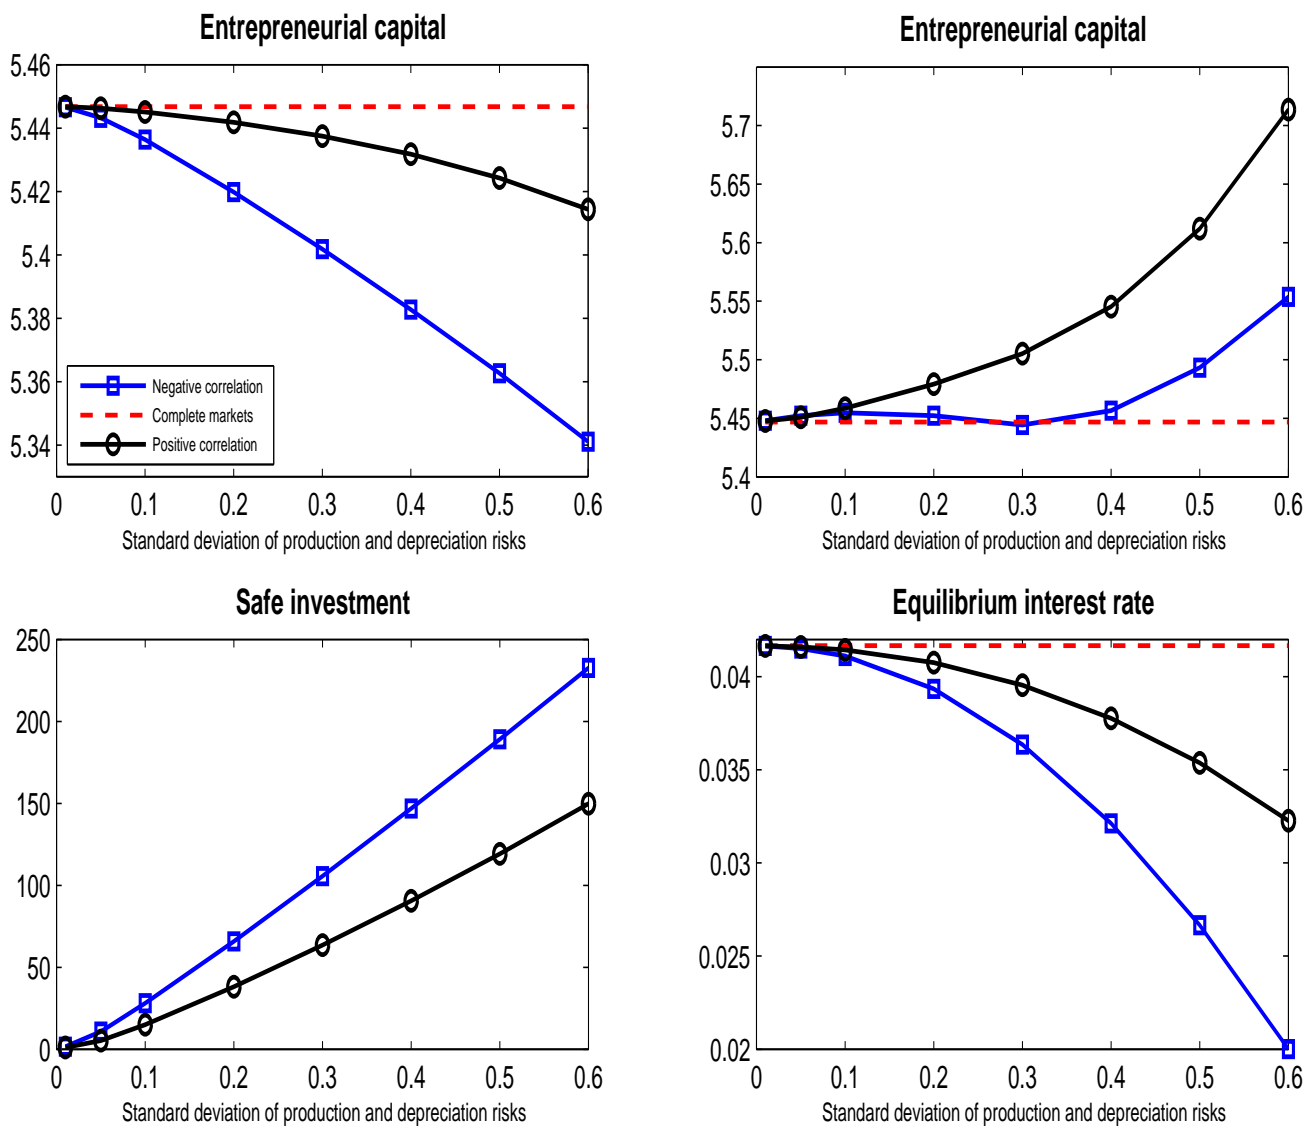 Entrepreneurial capital
5.46
5.44
5.42
5.4
5.38
5.36
5.34
Negative correlation
Complete markets
Positive correlation
0 0.1 0.2 0.3 0.4 0.5 0.6
Standard deviation of production and depreciation risks
Entrepreneurial capital
5.7
5.65
5.6
5.55
5.5
5.45
5.4
0 0.1 0.2 0.3 0.4 0.5 0.6
Standard deviation of production and depreciation risks
Safe investment
250
200
150
100
50
0
0 0.1 0.2 0.3 0.4 0.5 0.6
Standard deviation of production and depreciation risks
Equilibrium interest rate
0.04
0.035
0.03
0.025
0.02
0 0.1 0.2 0.3 0.4 0.5 0.6
Standard deviation of production and depreciation risks